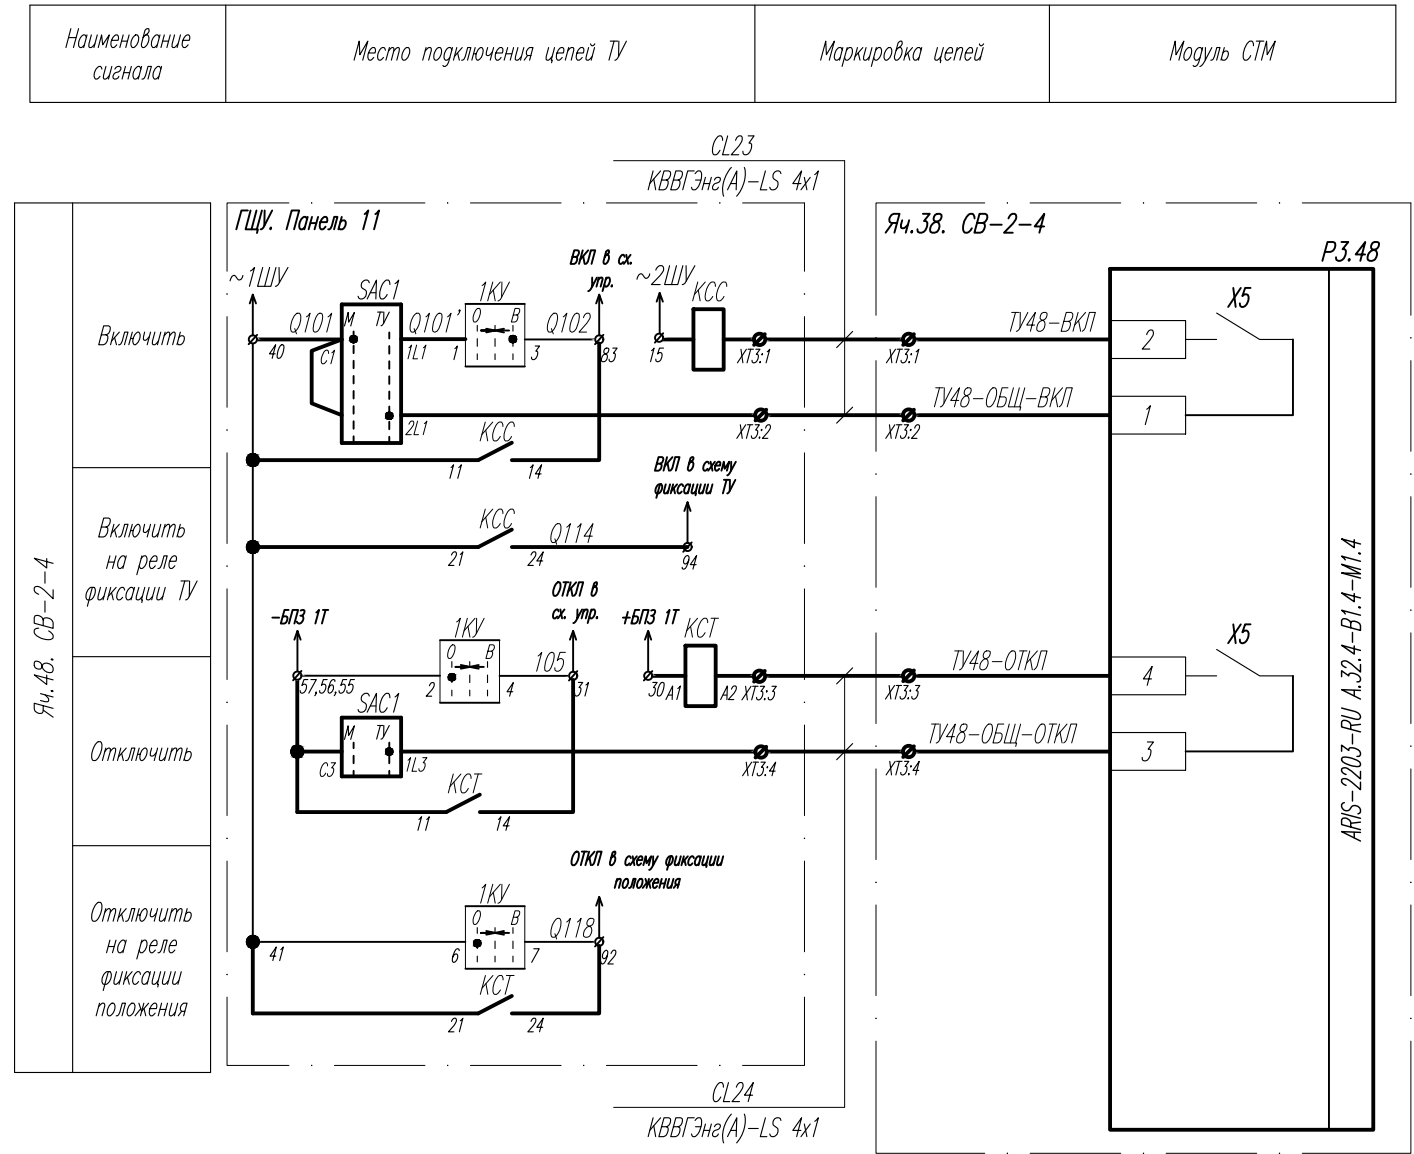 Наименование
сигнала
Место подключения цепей ТУ
Маркировка цепей
Модуль СТМ
CL23
КВВГЭнг(А)-LS 4x1
Яч.48. СВ-2-4
Включить
Включить
на реле
фиксации ТУ
Отключить
Отключить
на реле
фиксации
положения
ГЩУ. Панель 11
~1ШУ
SAC1
1КУ
ВКЛ в сх.
упр.
~2ШУ
КСС
Q101
М ТУ
Q101'
О В
Q102
40
С1
1L1
1
3
83
15
ХТ3:1
2L1
ХТ3:2
КСС
11
14
ВКЛ в схему
фиксации ТУ
КСС
Q114
21
24
94
ОТКЛ в
сх. упр.
-БПЗ 1Т
1КУ
+БПЗ 1Т
КСТ
О В
105
57,56,55
2
4
31
30
А1
А2
ХТ3:3
SAC1
М ТУ
С3
1L3
ХТ3:4
КСТ
11
14
ОТКЛ в схему фиксации
положения
1КУ
О В
Q118
41
6
7
92
КСТ
21
24
CL24
КВВГЭнг(А)-LS 4x1
Яч.38. СВ-2-4
Р3.48
Х5
ТУ48-ВКЛ
2
ХТ3:1
ТУ48-ОБЩ-ВКЛ
1
ХТ3:2
Х5
ТУ48-ОТКЛ
4
ХТ3:3
ТУ48-ОБЩ-ОТКЛ
3
ХТ3:4
ARIS-2203-RU A.32.4-B1.4-M1.4